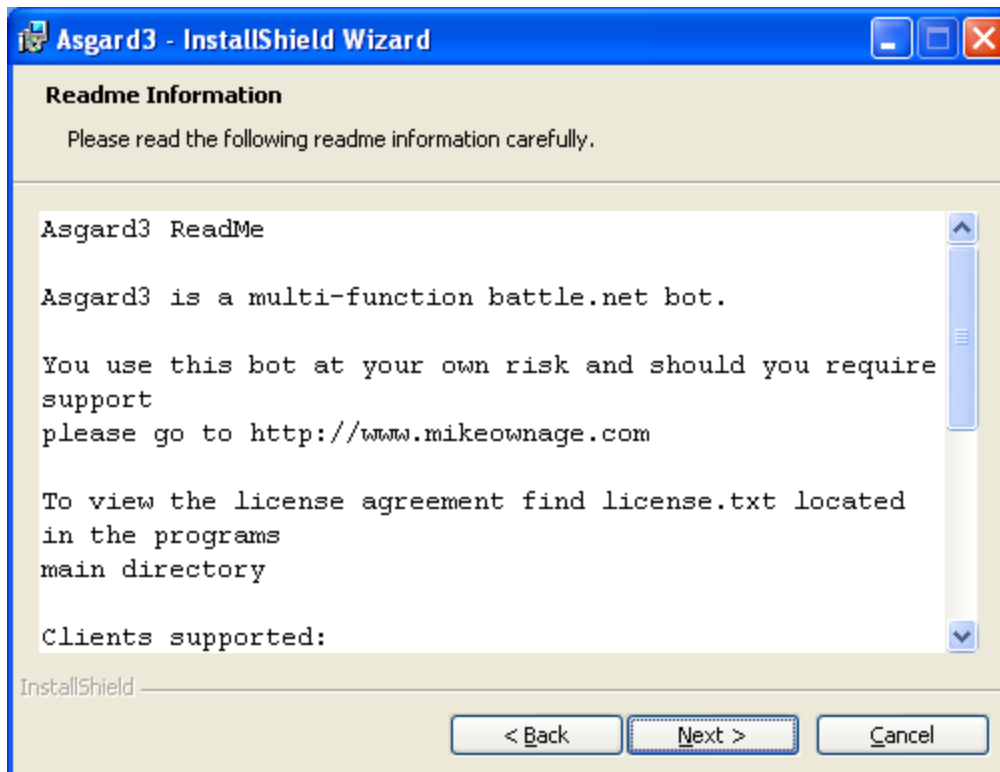 Asgard3 - InstallShield Wizard
Readme Information
Please read the following readme information carefully.
Asgard3 ReadMe
Asgard3 is a multi-function battle.net bot.
You use this bot at your own risk and should you require
support
please go to http://www.mikeownage.com
To view the license agreement find license.txt located
in the programs
main directory
Clients supported:
InstallShield
< Back
Next >
Cancel